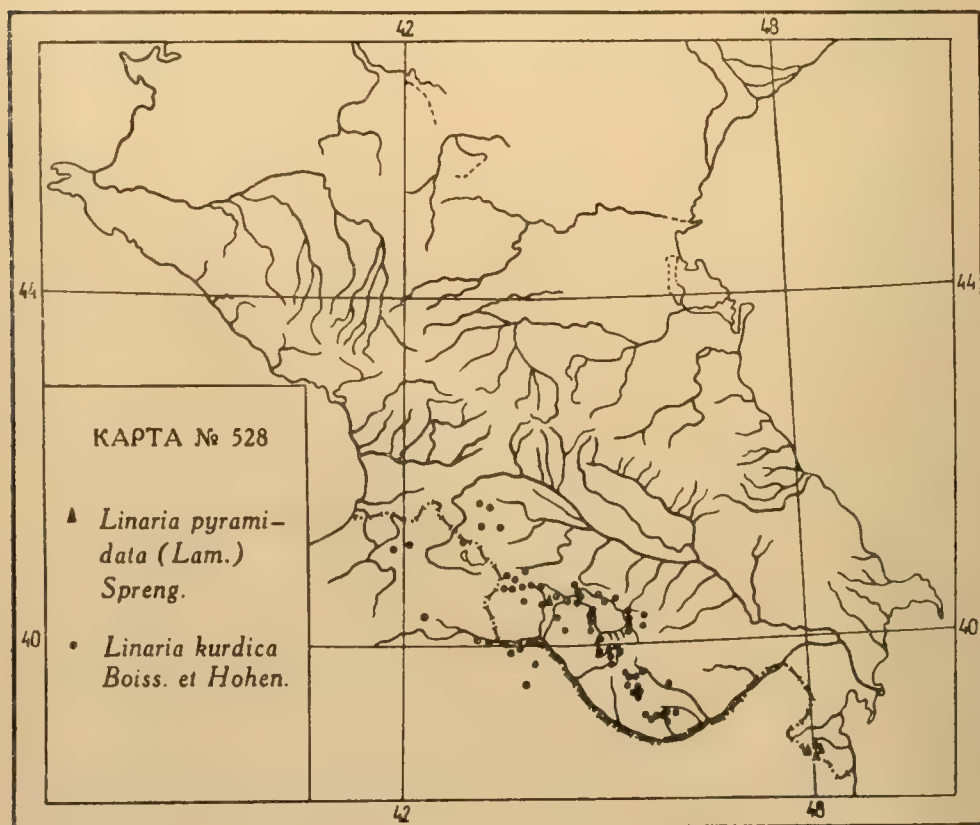 42 48
44 44
КАРТА № 528
Linaria pyrami-
data (Lam.)
Spreng.
40 40
Linaria kurdica
Boiss. et Hohen.
42 48